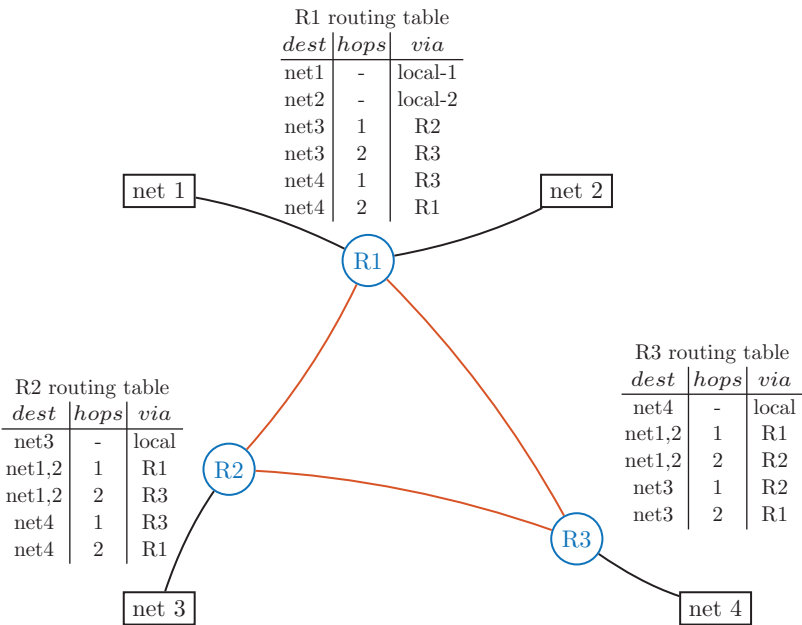 R1 routing table
dest hops via
net1 - local-1
net2 - local-2
net3 1 R2
net3 2 R3
net4 1 R3
net4 2 R1
net 1
net 2
R1
R3 routing table
dest hops via
net4 - local
net1,2 1 R1
net1,2 2 R2
net3 1 R2
net3 2 R1
R2 routing table
dest hops via
net3 - local
net1,2 1 R1
net1,2 2 R3
net4 1 R3
net4 2 R1
R2
R3
net 3
net 4